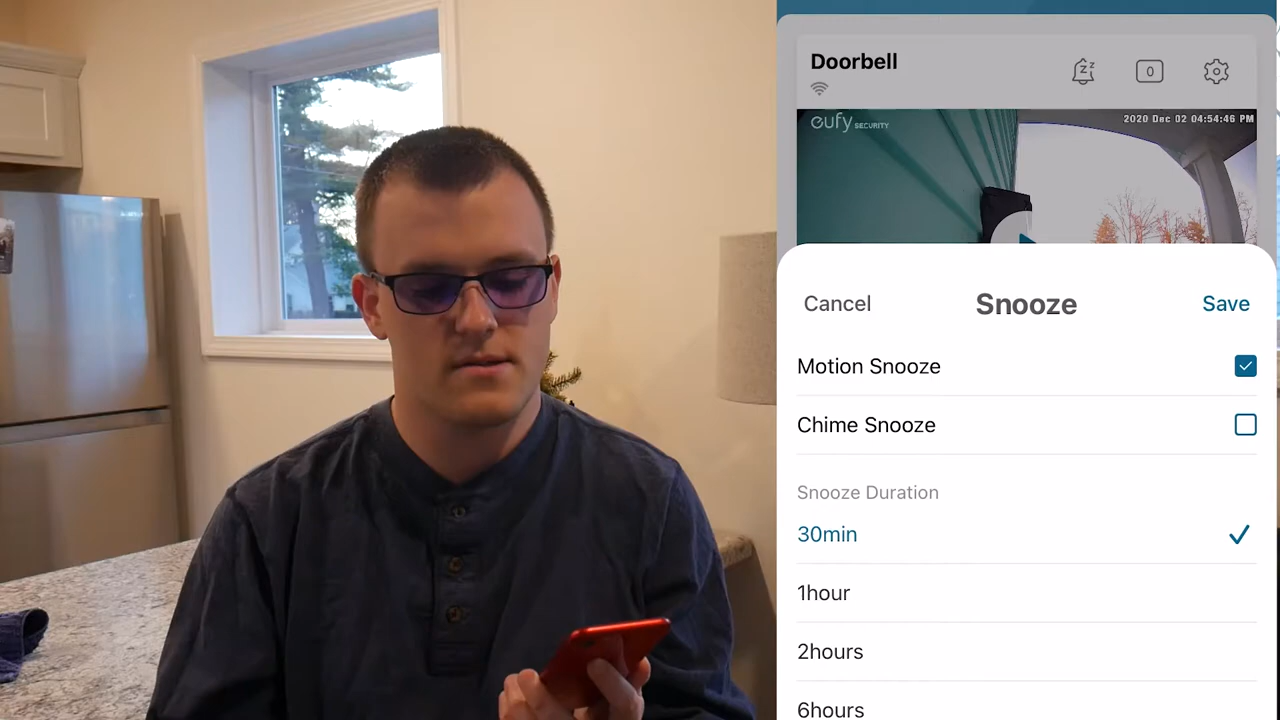 Doorbell
Z z
0
eufy SECURITY
2020 Dec 02 04:54:46 PM
Cancel
Snooze
Save
Motion Snooze
Chime Snooze
Snooze Duration
30min
1hour
2hours
6hours